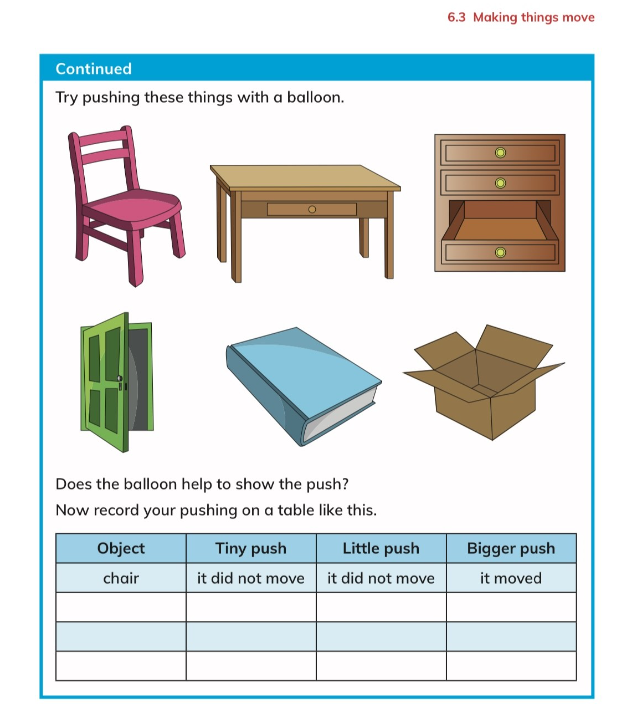 6.3 Making things move
Continued
Try pushing these things with a balloon.
Does the balloon help to show the push?
Now record your pushing on a table like this.
Object Tiny push Little push Bigger push
chair it did not move it did not move it moved